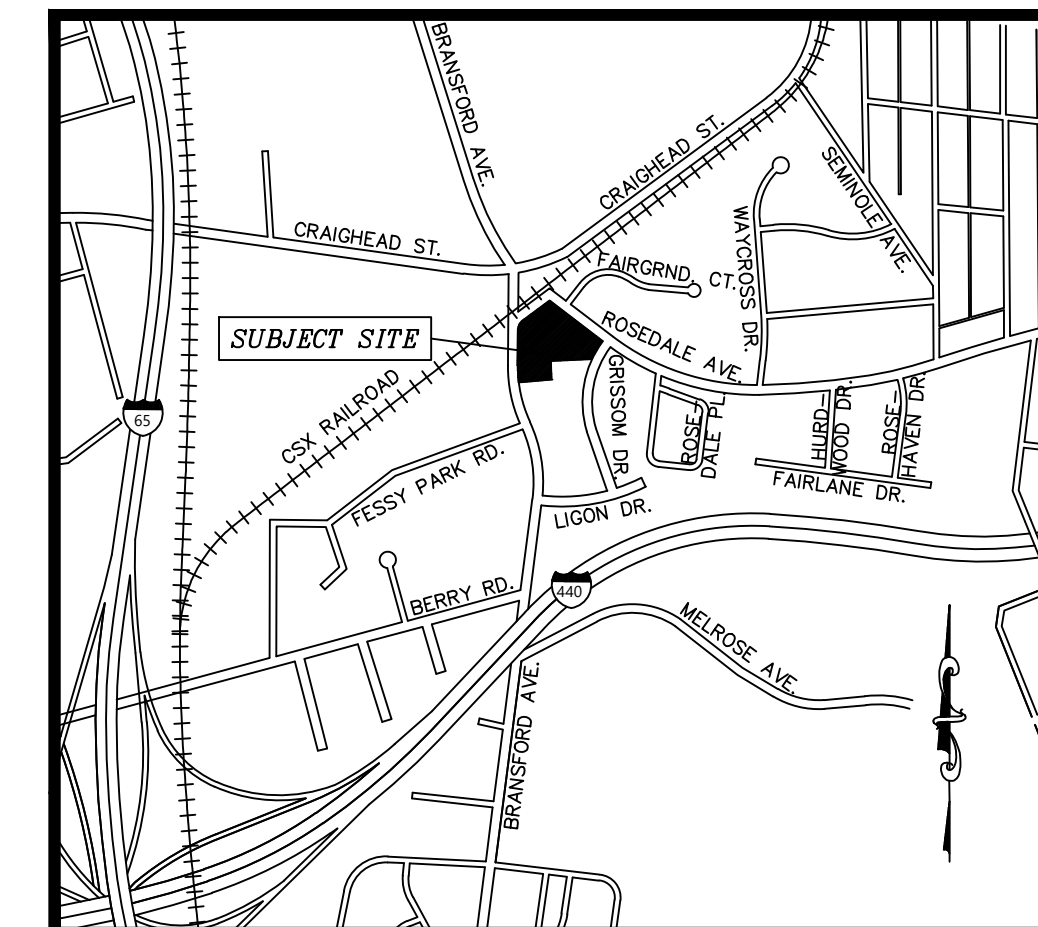 BRANSFORD AVE.
CRAIGHEAD ST.
SEMINOLE AVE.
CRAIGHEAD ST.
WAYCROSS DR.
FAIRGRND. CT.
SUBJECT SITE
ROSEDALE AVE.
CSX RAILROAD
GRISSOM DR.
ROSE-
DALE PL.
HURD-
WOOD DR.
ROSE-
HAVEN DR.
65
FESSY PARK RD.
FAIRLANE DR.
LIGON DR.
BERRY RD.
440
MELROSE AVE.
BRANSFORD AVE.